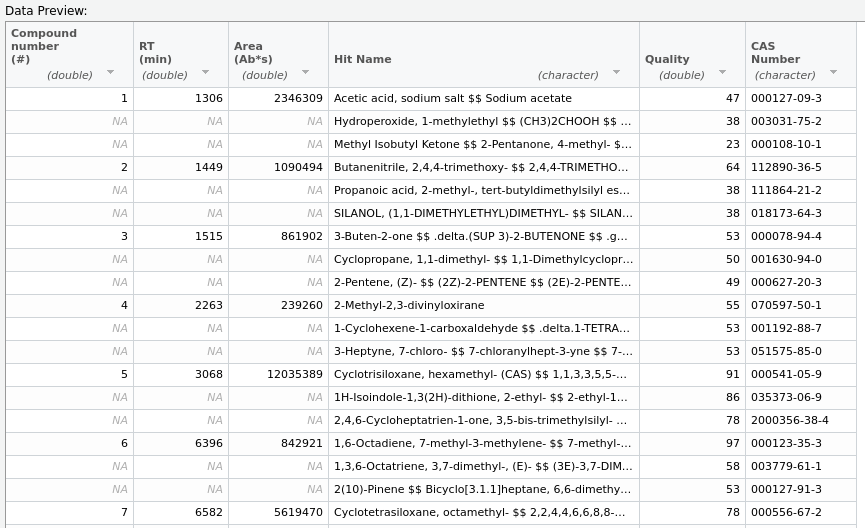 Data Preview:
Compound number (#) (double) RT (min) (double) Area (Ab*s) (double) Hit Name (character) Quality (double) CAS Number (character)
1 1306 2346309 Acetic acid, sodium salt $$ Sodium acetate 47 000127-09-3
NA NA NA Hydroperoxide, 1-methylethyl $$ (CH3)2CHOOH $$ ... 38 003031-75-2
NA NA NA Methyl Isobutyl Ketone $$ 2-Pentanone, 4-methyl- $... 23 000108-10-1
2 1449 1090494 Butanenitrile, 2,4,4-trimethoxy- $$ 2,4,4-TRIMETHO... 64 112890-36-5
NA NA NA Propanoic acid, 2-methyl-, tert-butyldimethylsilyl es... 38 111864-21-2
NA NA NA SILANOL, (1,1-DIMETHYLETHYL)DIMETHYL- $$ SILAN... 38 018173-64-3
3 1515 861902 3-Buten-2-one $$ .delta.(SUP 3)-2-BUTENONE $$ .g... 53 000078-94-4
NA NA NA Cyclopropane, 1,1-dimethyl- $$ 1,1-Dimethylcyclopr... 50 001630-94-0
NA NA NA 2-Pentene, (Z)- $$ (2Z)-2-PENTENE $$ (2E)-2-PENTE... 49 000627-20-3
4 2263 239260 2-Methyl-2,3-divinyloxirane 55 070597-50-1
NA NA NA 1-Cyclohexene-1-carboxaldehyde $$ .delta.1-TETRA... 53 001192-88-7
NA NA NA 3-Heptyne, 7-chloro- $$ 7-chloranylhept-3-yne $$ 7-... 53 051575-85-0
5 3068 12035389 Cyclotrisiloxane, hexamethyl- (CAS) $$ 1,1,3,3,5,5-... 91 000541-05-9
NA NA NA 1H-Isoindole-1,3(2H)-dithione, 2-ethyl- $$ 2-ethyl-1... 86 035373-06-9
NA NA NA 2,4,6-Cycloheptatrien-1-one, 3,5-bis-trimethylsilyl- ... 78 2000356-38-4
6 6396 842921 1,6-Octadiene, 7-methyl-3-methylene- $$ 7-methyl-... 97 000123-35-3
NA NA NA 1,3,6-Octatriene, 3,7-dimethyl-, (E)- $$ (3E)-3,7-DIM... 58 003779-61-1
NA NA NA 2(10)-Pinene $$ Bicyclo[3.1.1]heptane, 6,6-dimethy... 53 000127-91-3
7 6582 5619470 Cyclotetrasiloxane, octamethyl- $$ 2,2,4,4,6,6,8,8-... 78 000556-67-2